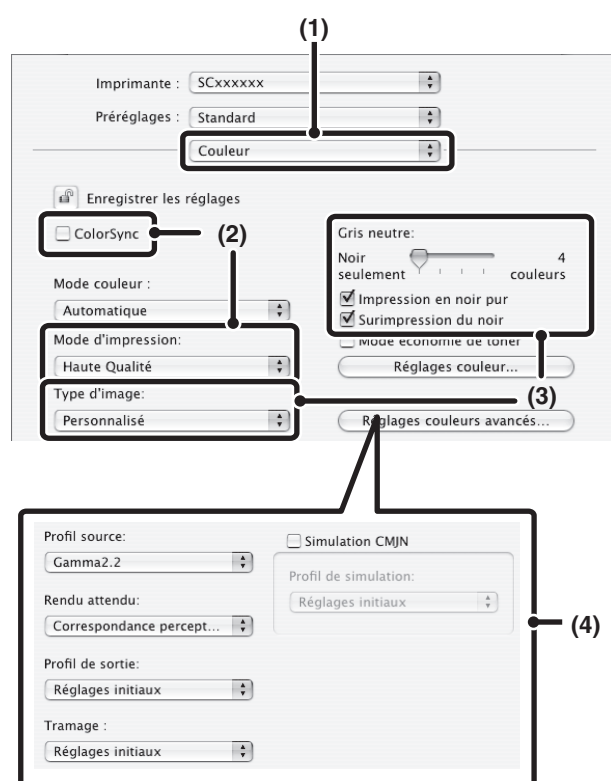 (1)
Imprimante : SCxxxxxx
Préréglages : Standard
Couleur
Enregistrer les réglages
ColorSync
(2)
Mode couleur :
Automatique
Mode d'impression:
Haute Qualité
Type d'image:
Personnalisé
Gris neutre:
Noir seulement
4 couleurs
Impression en noir pur
Surimpression du noir
Mode économie de toner
Réglages couleur...
(3)
Réglages couleurs avancés...
Profil source:
Gamma2.2
Rendu attendu:
Correspondance percept...
Profil de sortie:
Réglages initiaux
Tramage :
Réglages initiaux
Simulation CMJN
Profil de simulation:
Réglages initiaux
(4)